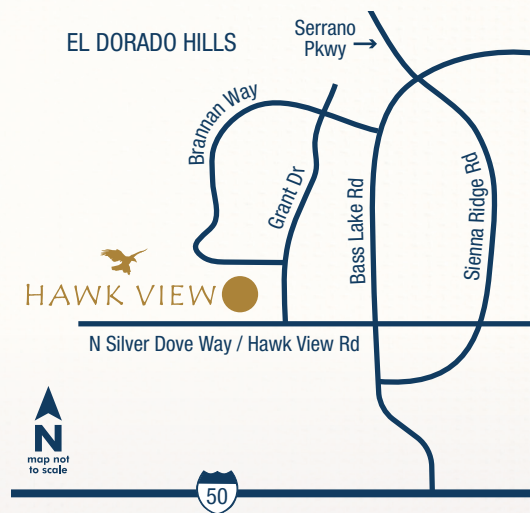 EL DORADO HILLS
Serrano
Pkwy
Brannan Way
Grant Dr
Bass Lake Rd
Sienna Ridge Rd
HAWK VIEW
N Silver Dove Way / Hawk View Rd
N
map not
to scale
50